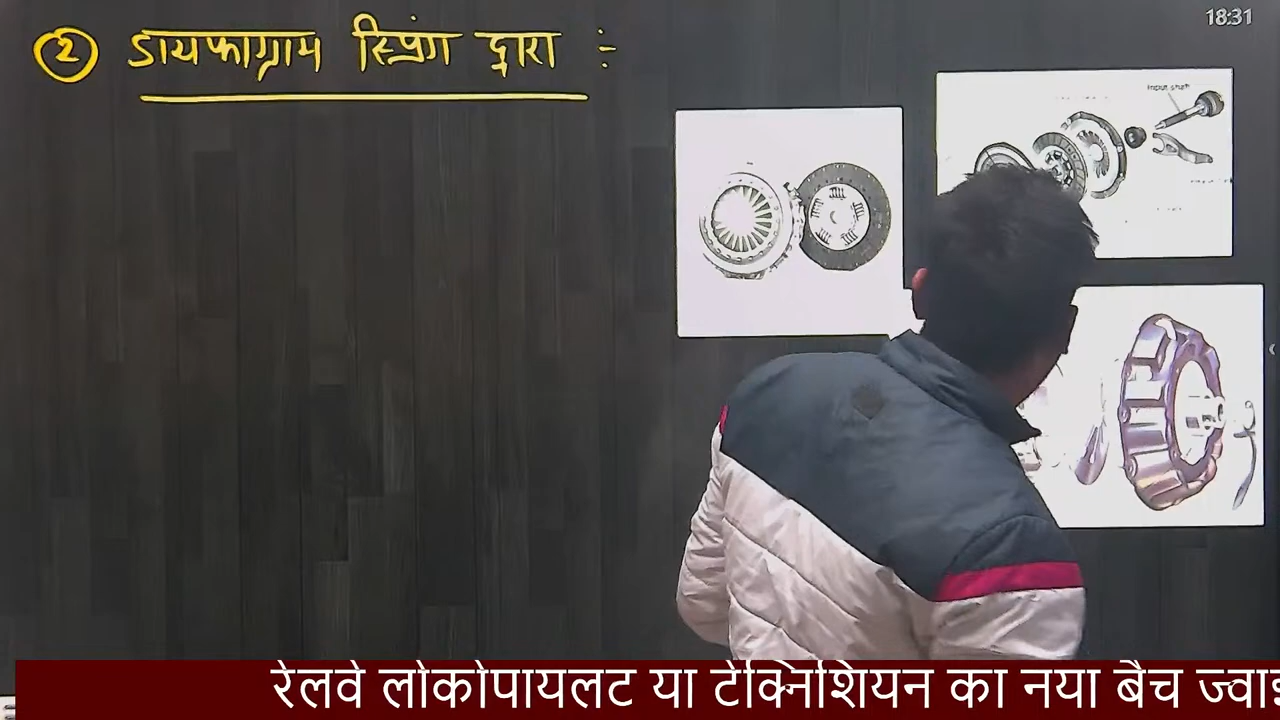 18:31
② डायफाग्राम स्प्रिंग द्वारा :-
Input shaft
रेलवे लोकोपायलट या टेक्निशियन का नया बैच